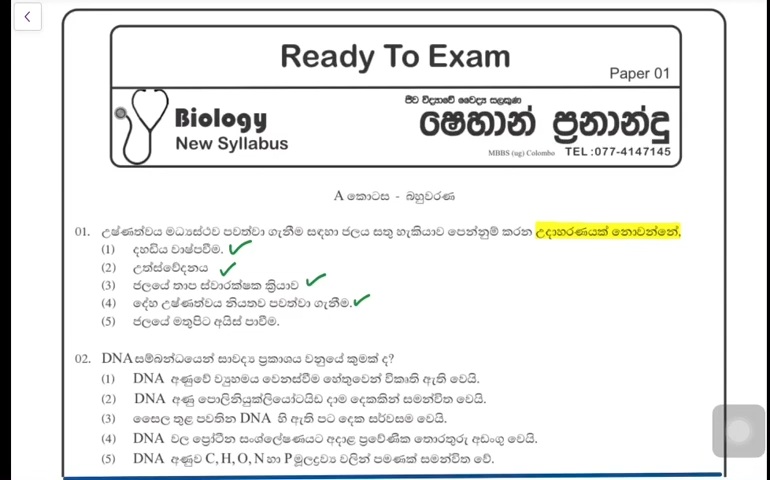 Ready To Exam
Paper 01
Biology
New Syllabus
ජීව විද්‍යාවේ වෛද්‍ය සලකුණ
ෂෙහාන් ප්‍රනාන්දු
MBBS (ug) Colombo TEL :077-4147145
A කොටස - බහුවරණ
01. උෂ්ණත්වය මධ්‍යස්ථව පවත්වා ගැනීම සඳහා ජලය සතු හැකියාව පෙන්නුම් කරන උදාහරණයක් නොවන්නේ,
(1) දහඩිය වාෂ්පවීම.
(2) උත්ස්වේදනය
(3) ජලයේ තාප ස්වාරක්ෂක ක්‍රියාව
(4) දේහ උෂ්ණත්වය නියතව පවත්වා ගැනීම.
(5) ජලයේ මතුපිට අයිස් පාවීම.
02. DNA සම්බන්ධයෙන් සාවද්‍ය ප්‍රකාශය වනුයේ කුමක් ද?
(1) DNA අණුවේ ව්‍යුහමය වෙනස්වීම හේතුවෙන් විකෘති ඇති වෙයි.
(2) DNA අණු පොලිනියුක්ලියෝටයිඩ දාම දෙකකින් සමන්විත වෙයි.
(3) සෛල තුළ පවතින DNA හි ඇති පට දෙක සර්වසම වෙයි.
(4) DNA වල ප්‍රෝටීන සංශ්ලේෂණයට අදාළ ප්‍රවේණික තොරතුරු අඩංගු වෙයි.
(5) DNA අණුව C, H, O, N හා P මූලද්‍රව්‍ය වලින් පමණක් සමන්විත වේ.